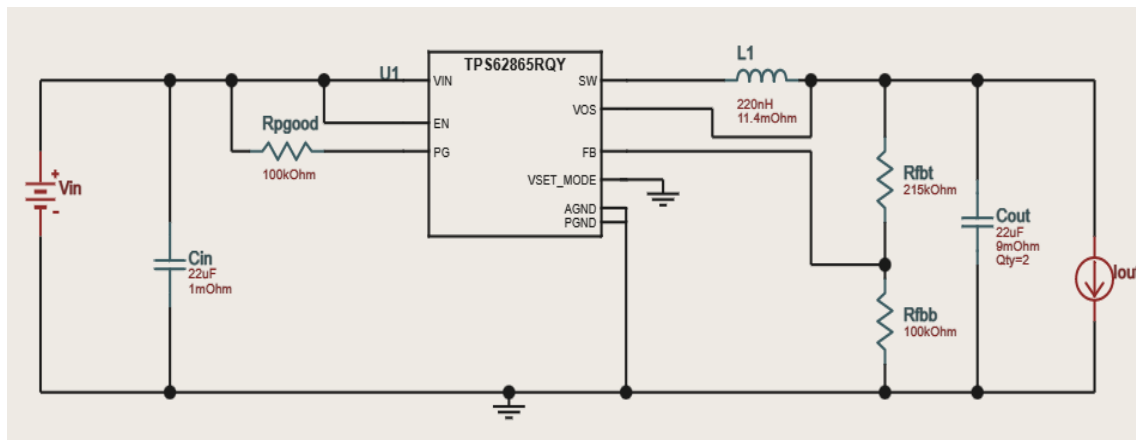 TPS62865RQY
U1
VIN
EN
PG
SW
VOS
FB
VSET_MODE
AGND
PGND
L1
220nH
11.4mOhm
Rpgood
100kOhm
+
Vin
-
Cin
22uF
1mOhm
Rfbt
215kOhm
Cout
22uF
9mOhm
Qty=2
Iout
Rfbb
100kOhm